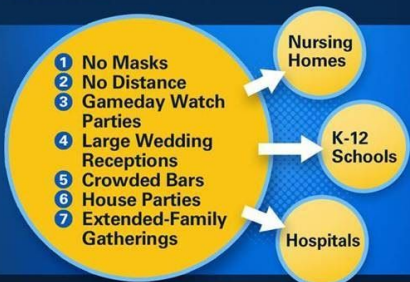 1 No Masks
2 No Distance
3 Gameday Watch
Parties
4 Large Wedding
Receptions
5 Crowded Bars
6 House Parties
7 Extended-Family
Gatherings
Nursing
Homes
K-12
Schools
Hospitals